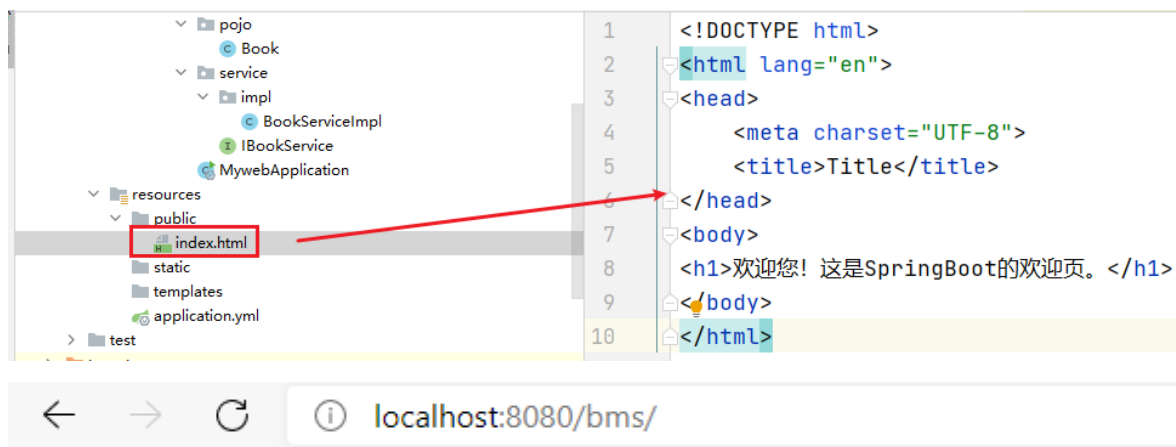 pojo
Book
service
impl
BookServiceImpl
IBookService
MywebApplication
resources
public
index.html
static
templates
application.yml
test
1 <!DOCTYPE html>
2 <html lang="en">
3 <head>
4 <meta charset="UTF-8">
5 <title>Title</title>
6 </head>
7 <body>
8 <h1>欢迎您！这是SpringBoot的欢迎页。</h1>
9 </body>
10 </html>
localhost:8080/bms/